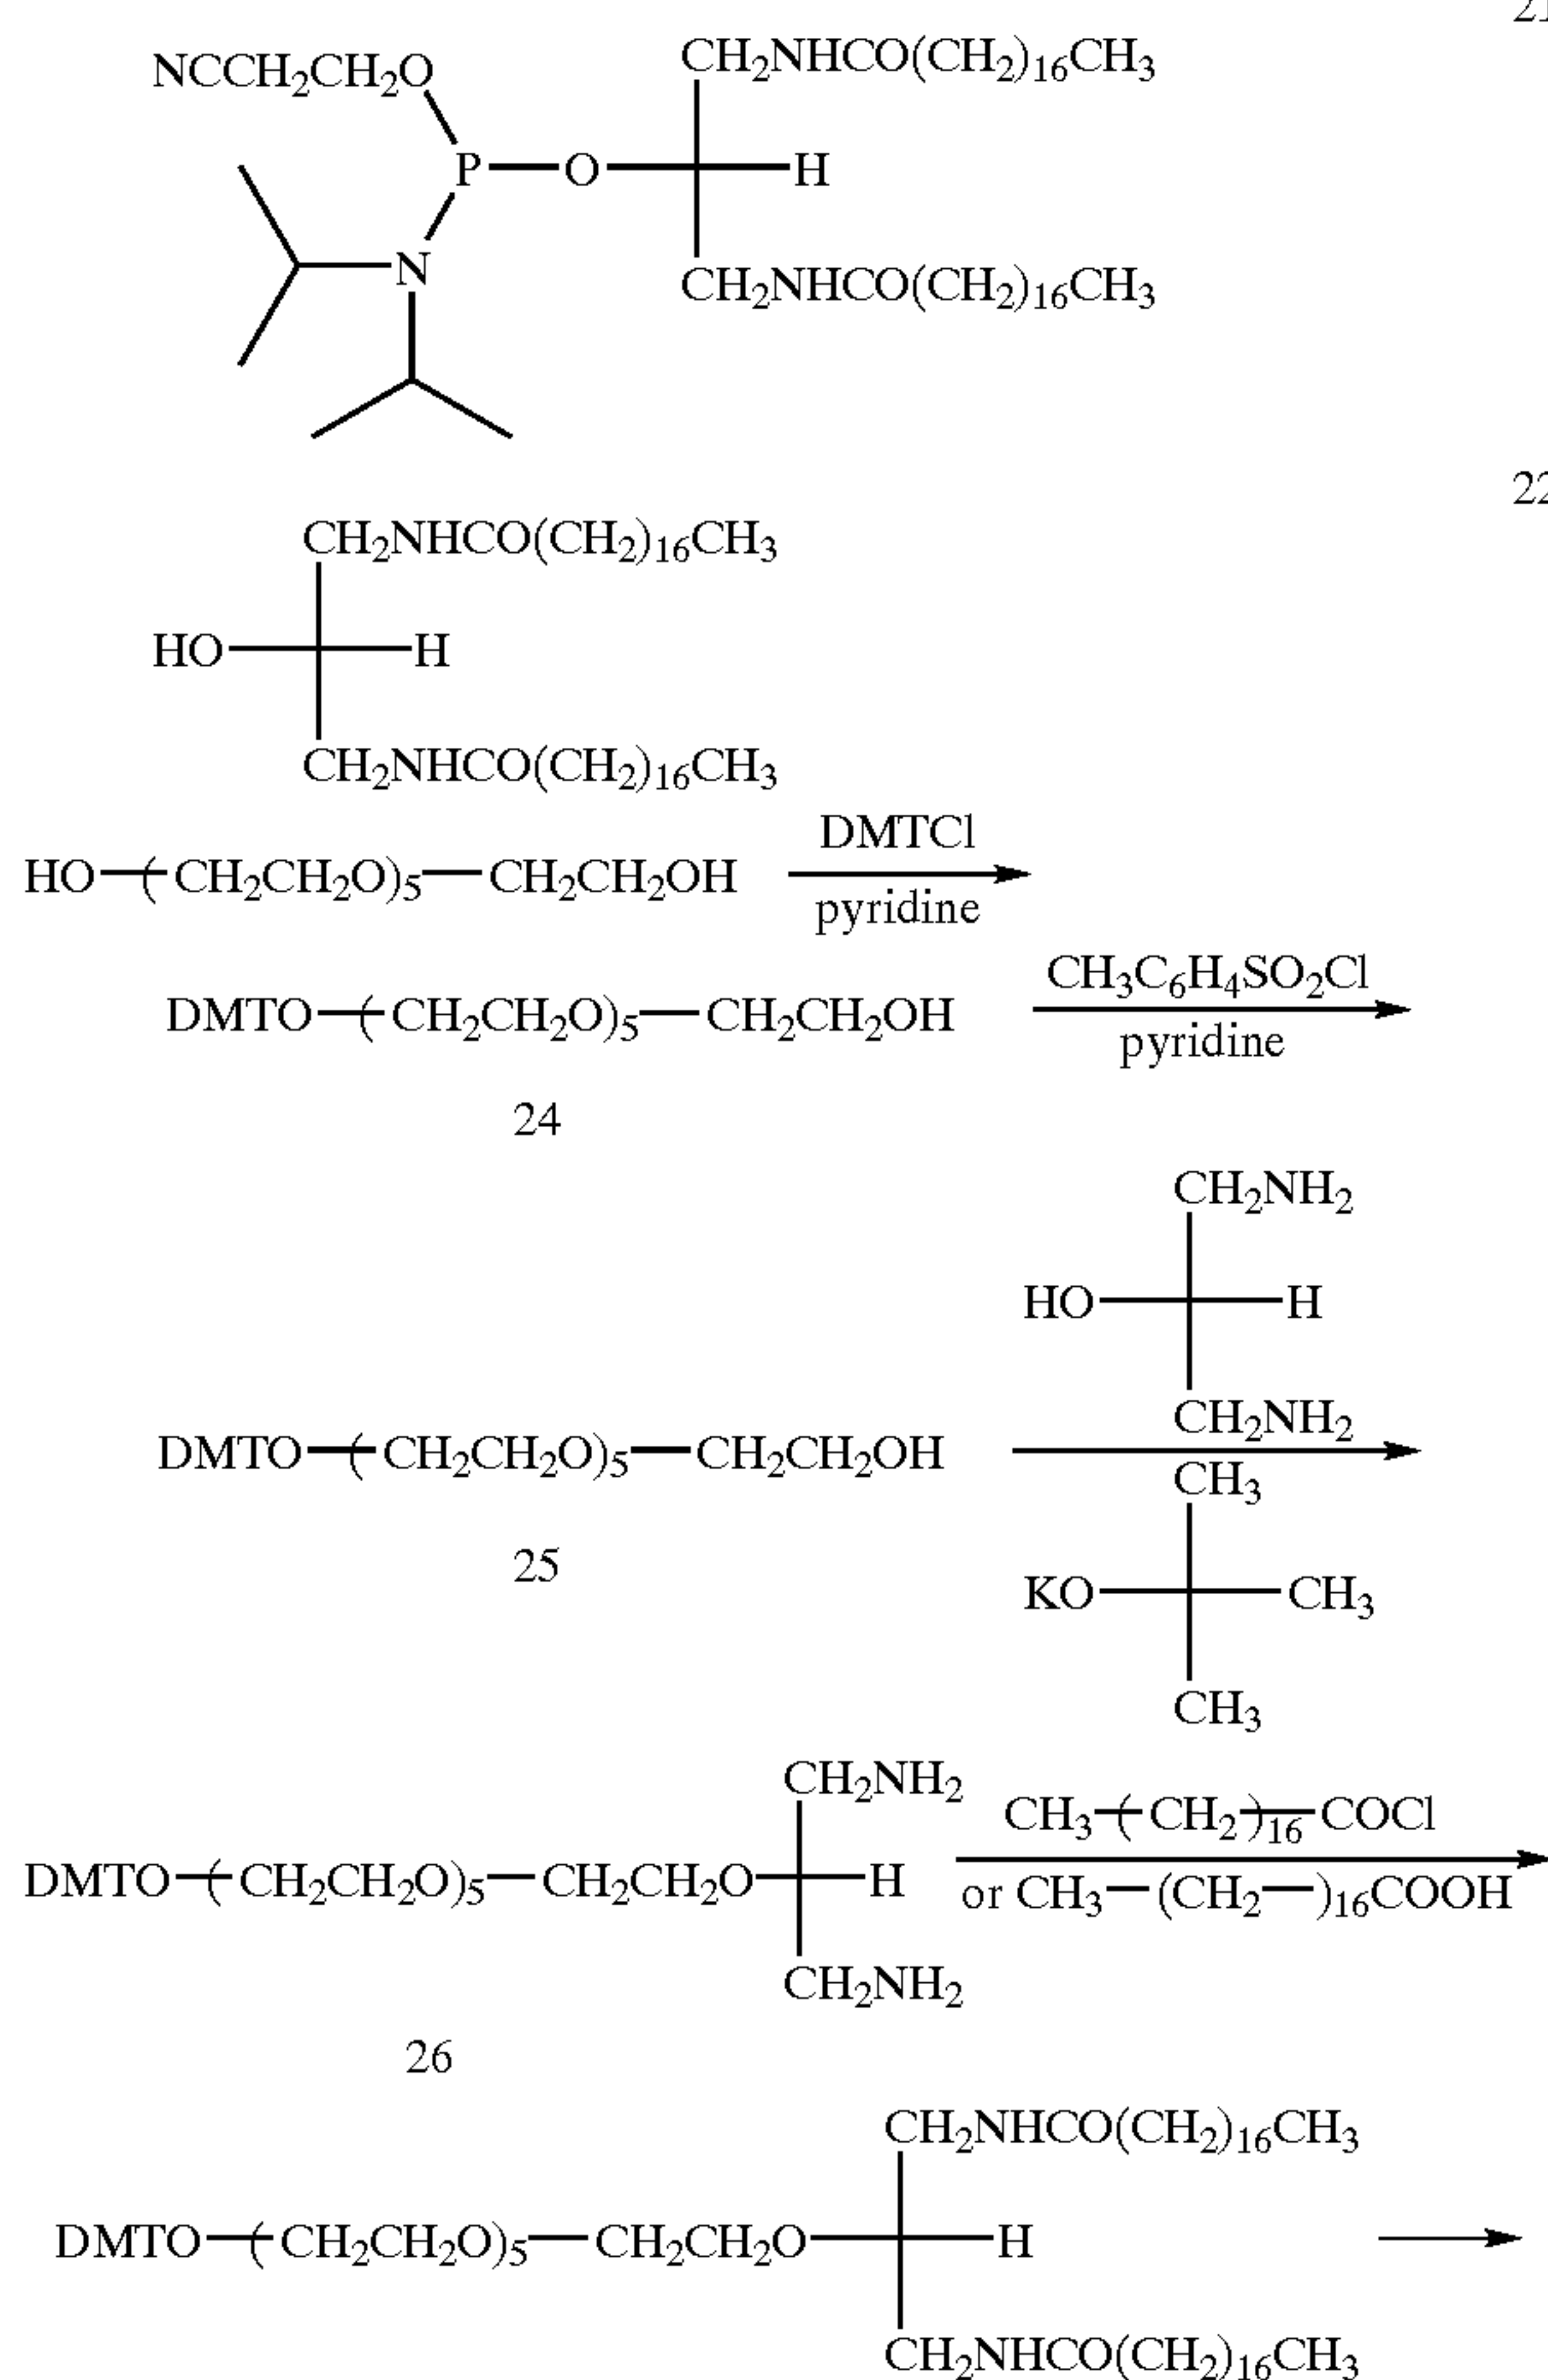 21
NCCH₂CH₂O CH₂NHCO(CH₂)₁₆CH₃
P O H
N CH₂NHCO(CH₂)₁₆CH₃
22
CH₂NHCO(CH₂)₁₆CH₃
HO H
CH₂NHCO(CH₂)₁₆CH₃
DMTCl
HO—(CH₂CH₂O)₅—CH₂CH₂OH
pyridine
CH₃C₆H₄SO₂Cl
DMTO—(CH₂CH₂O)₅—CH₂CH₂OH
pyridine
24
CH₂NH₂
HO H
CH₂NH₂
DMTO—(CH₂CH₂O)₅—CH₂CH₂OH
CH₃
25
KO CH₃
CH₃
CH₂NH₂
CH₃—(CH₂)₁₆—COCl
DMTO—(CH₂CH₂O)₅—CH₂CH₂O H
or CH₃—(CH₂—)₁₆COOH
CH₂NH₂
26
CH₂NHCO(CH₂)₁₆CH₃
DMTO—(CH₂CH₂O)₅—CH₂CH₂O H
CH₂NHCO(CH₂)₁₆CH₃